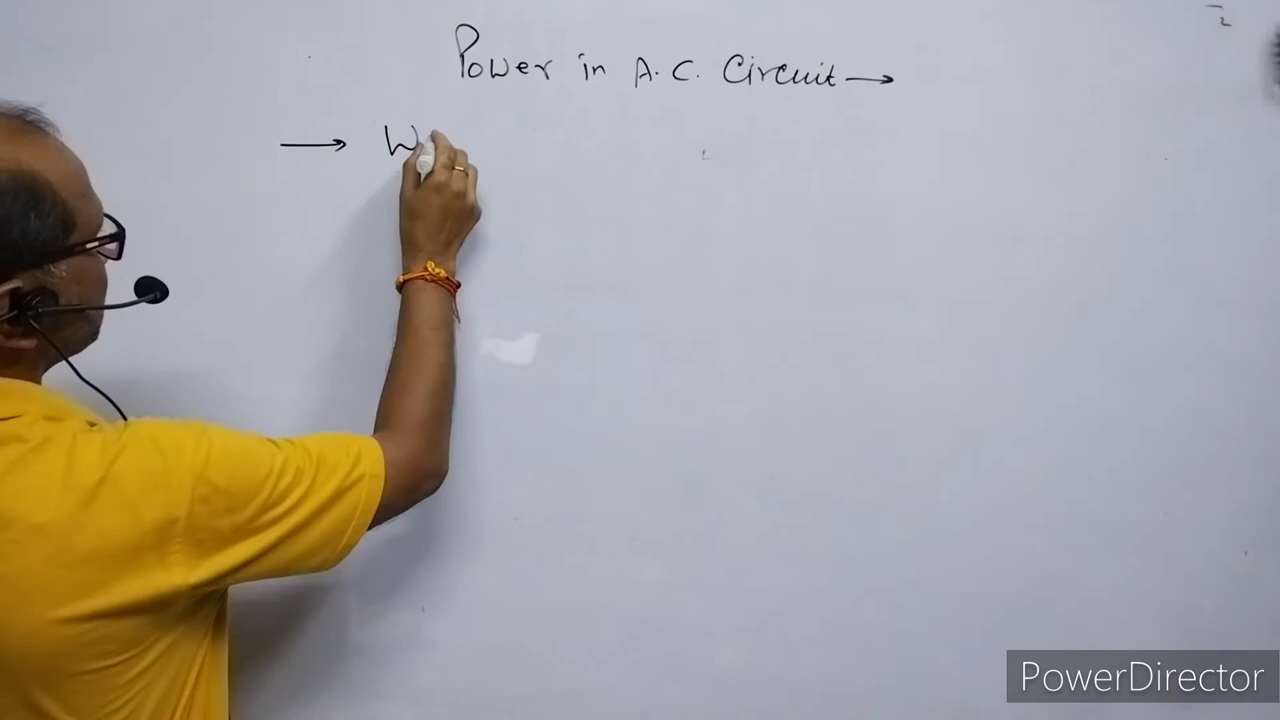 Power in A.C. Circuit →
→ W
PowerDirector